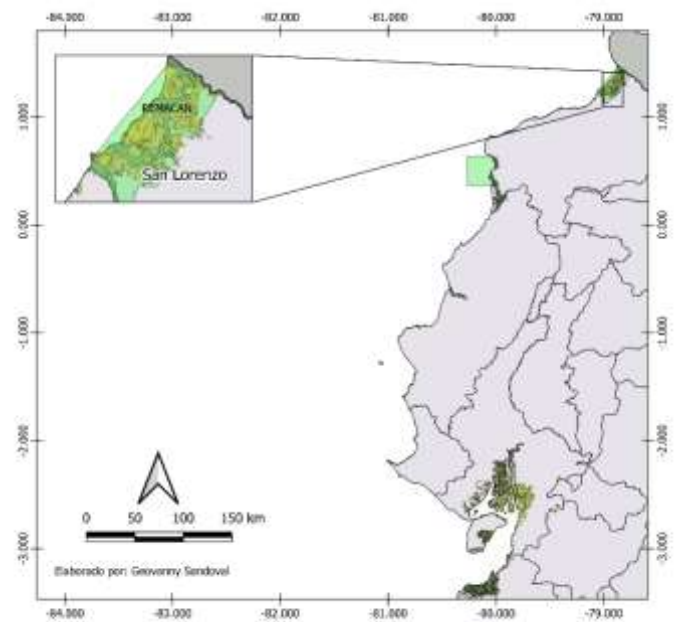 -84.000 -83.000 -82.000 -81.000 -80.000 -79.000
REMACAN
San Lorenzo
1.000 1.000
0.000 0.000
-1.000 -1.000
-2.000 -2.000
-3.000 -3.000
0 50 100 150 km
Elaborado por: Geovanny Sandoval
-84.000 -83.000 -82.000 -81.000 -80.000 -79.000